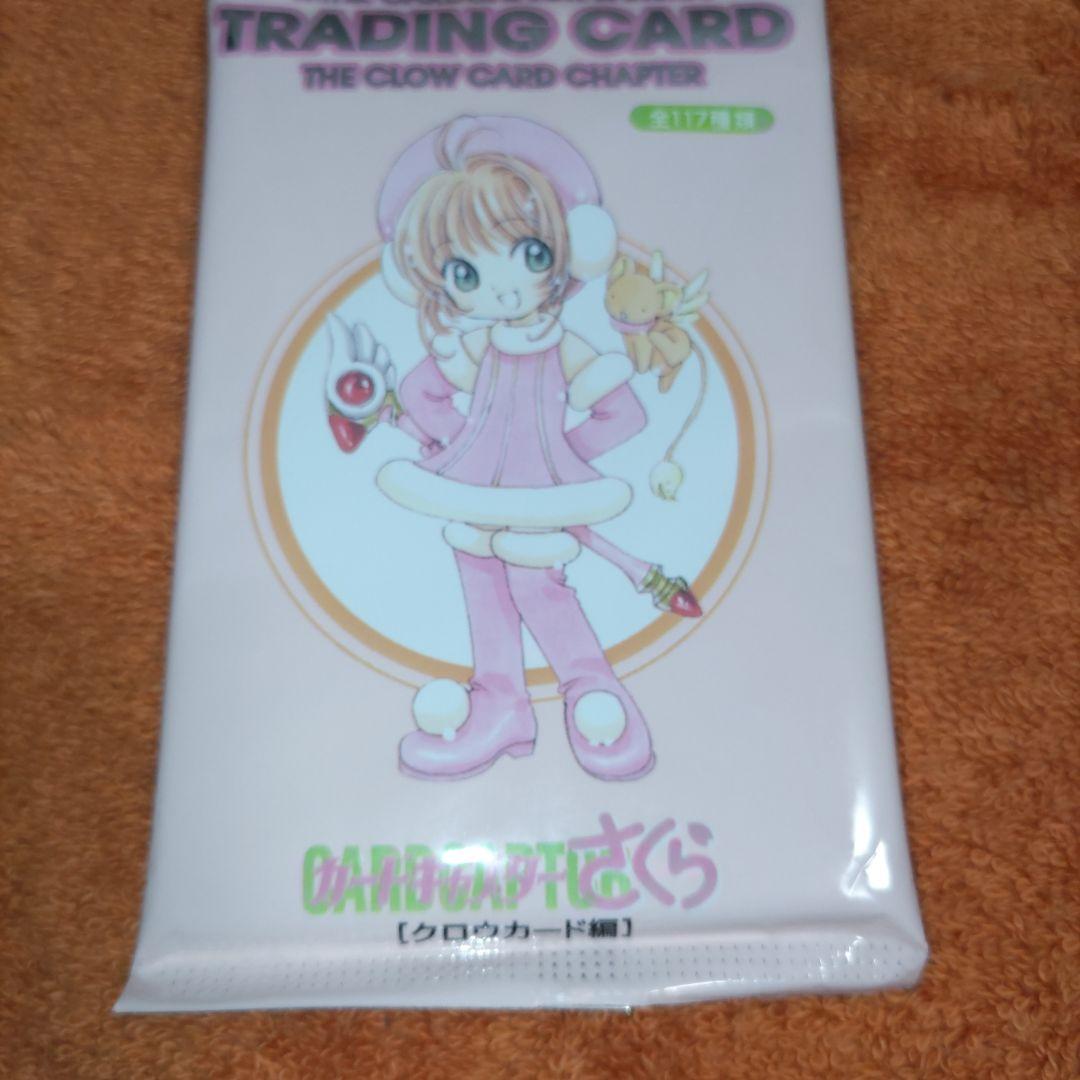 TRADING CARD
THE CLOW CARD CHAPTER
全117種類
CARDCAPTUR
カードキャプターさくら
[クロウカード編]